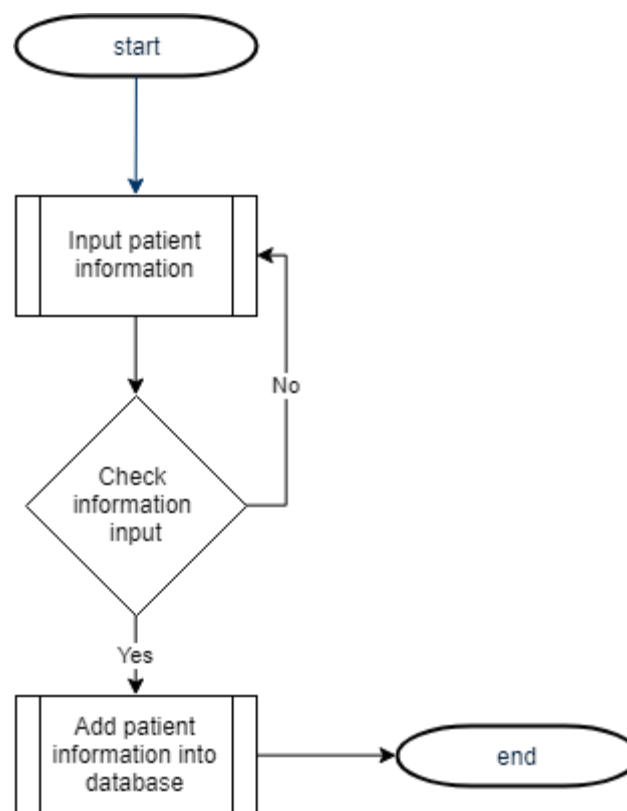 start
Input patient
information
No
Check
information
input
Yes
Add patient
information into
database
end